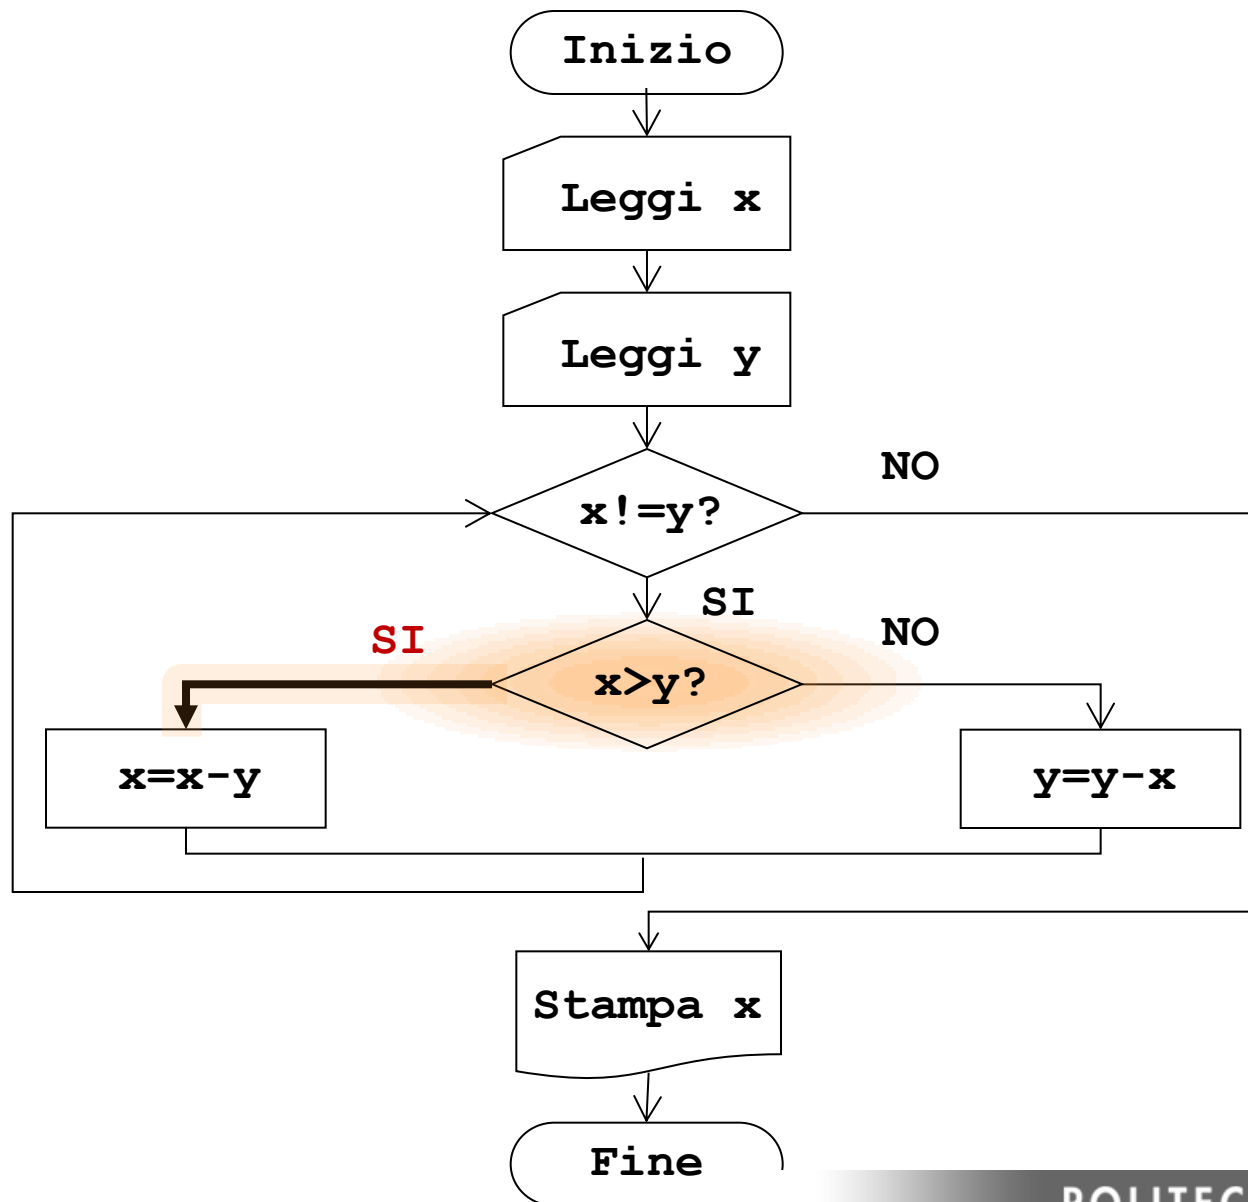 Inizio
Leggi x
Leggi y
x!=y?
NO
SI
SI
x>y?
NO
x=x-y
y=y-x
Stampa x
Fine